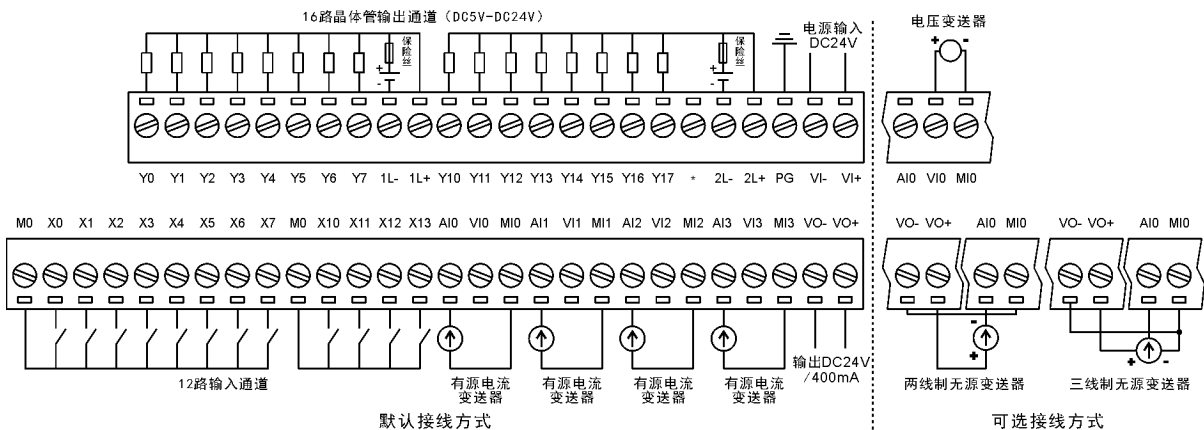 16路晶体管输出通道（DC5V-DC24V）
保险丝
保险丝
电源输入
DC24V
电压变送器
+ -
+
-
+
-
Y0 Y1 Y2 Y3 Y4 Y5 Y6 Y7 1L- 1L+ Y10 Y11 Y12 Y13 Y14 Y15 Y16 Y17 * 2L- 2L+ PG VI- VI+
AI0 VI0 MI0
M0 X0 X1 X2 X3 X4 X5 X6 X7 M0 X10 X11 X12 X13 AI0 VI0 MI0 AI1 VI1 MI1 AI2 VI2 MI2 AI3 VI3 MI3 VO- VO+
VO- VO+ AI0 MI0
VO- VO+ AI0 MI0
12路输入通道
有源电流
变送器
有源电流
变送器
有源电流
变送器
有源电流
变送器
输出DC24V
/400mA
-
+
两线制无源变送器
+ -
三线制无源变送器
默认接线方式
可选接线方式